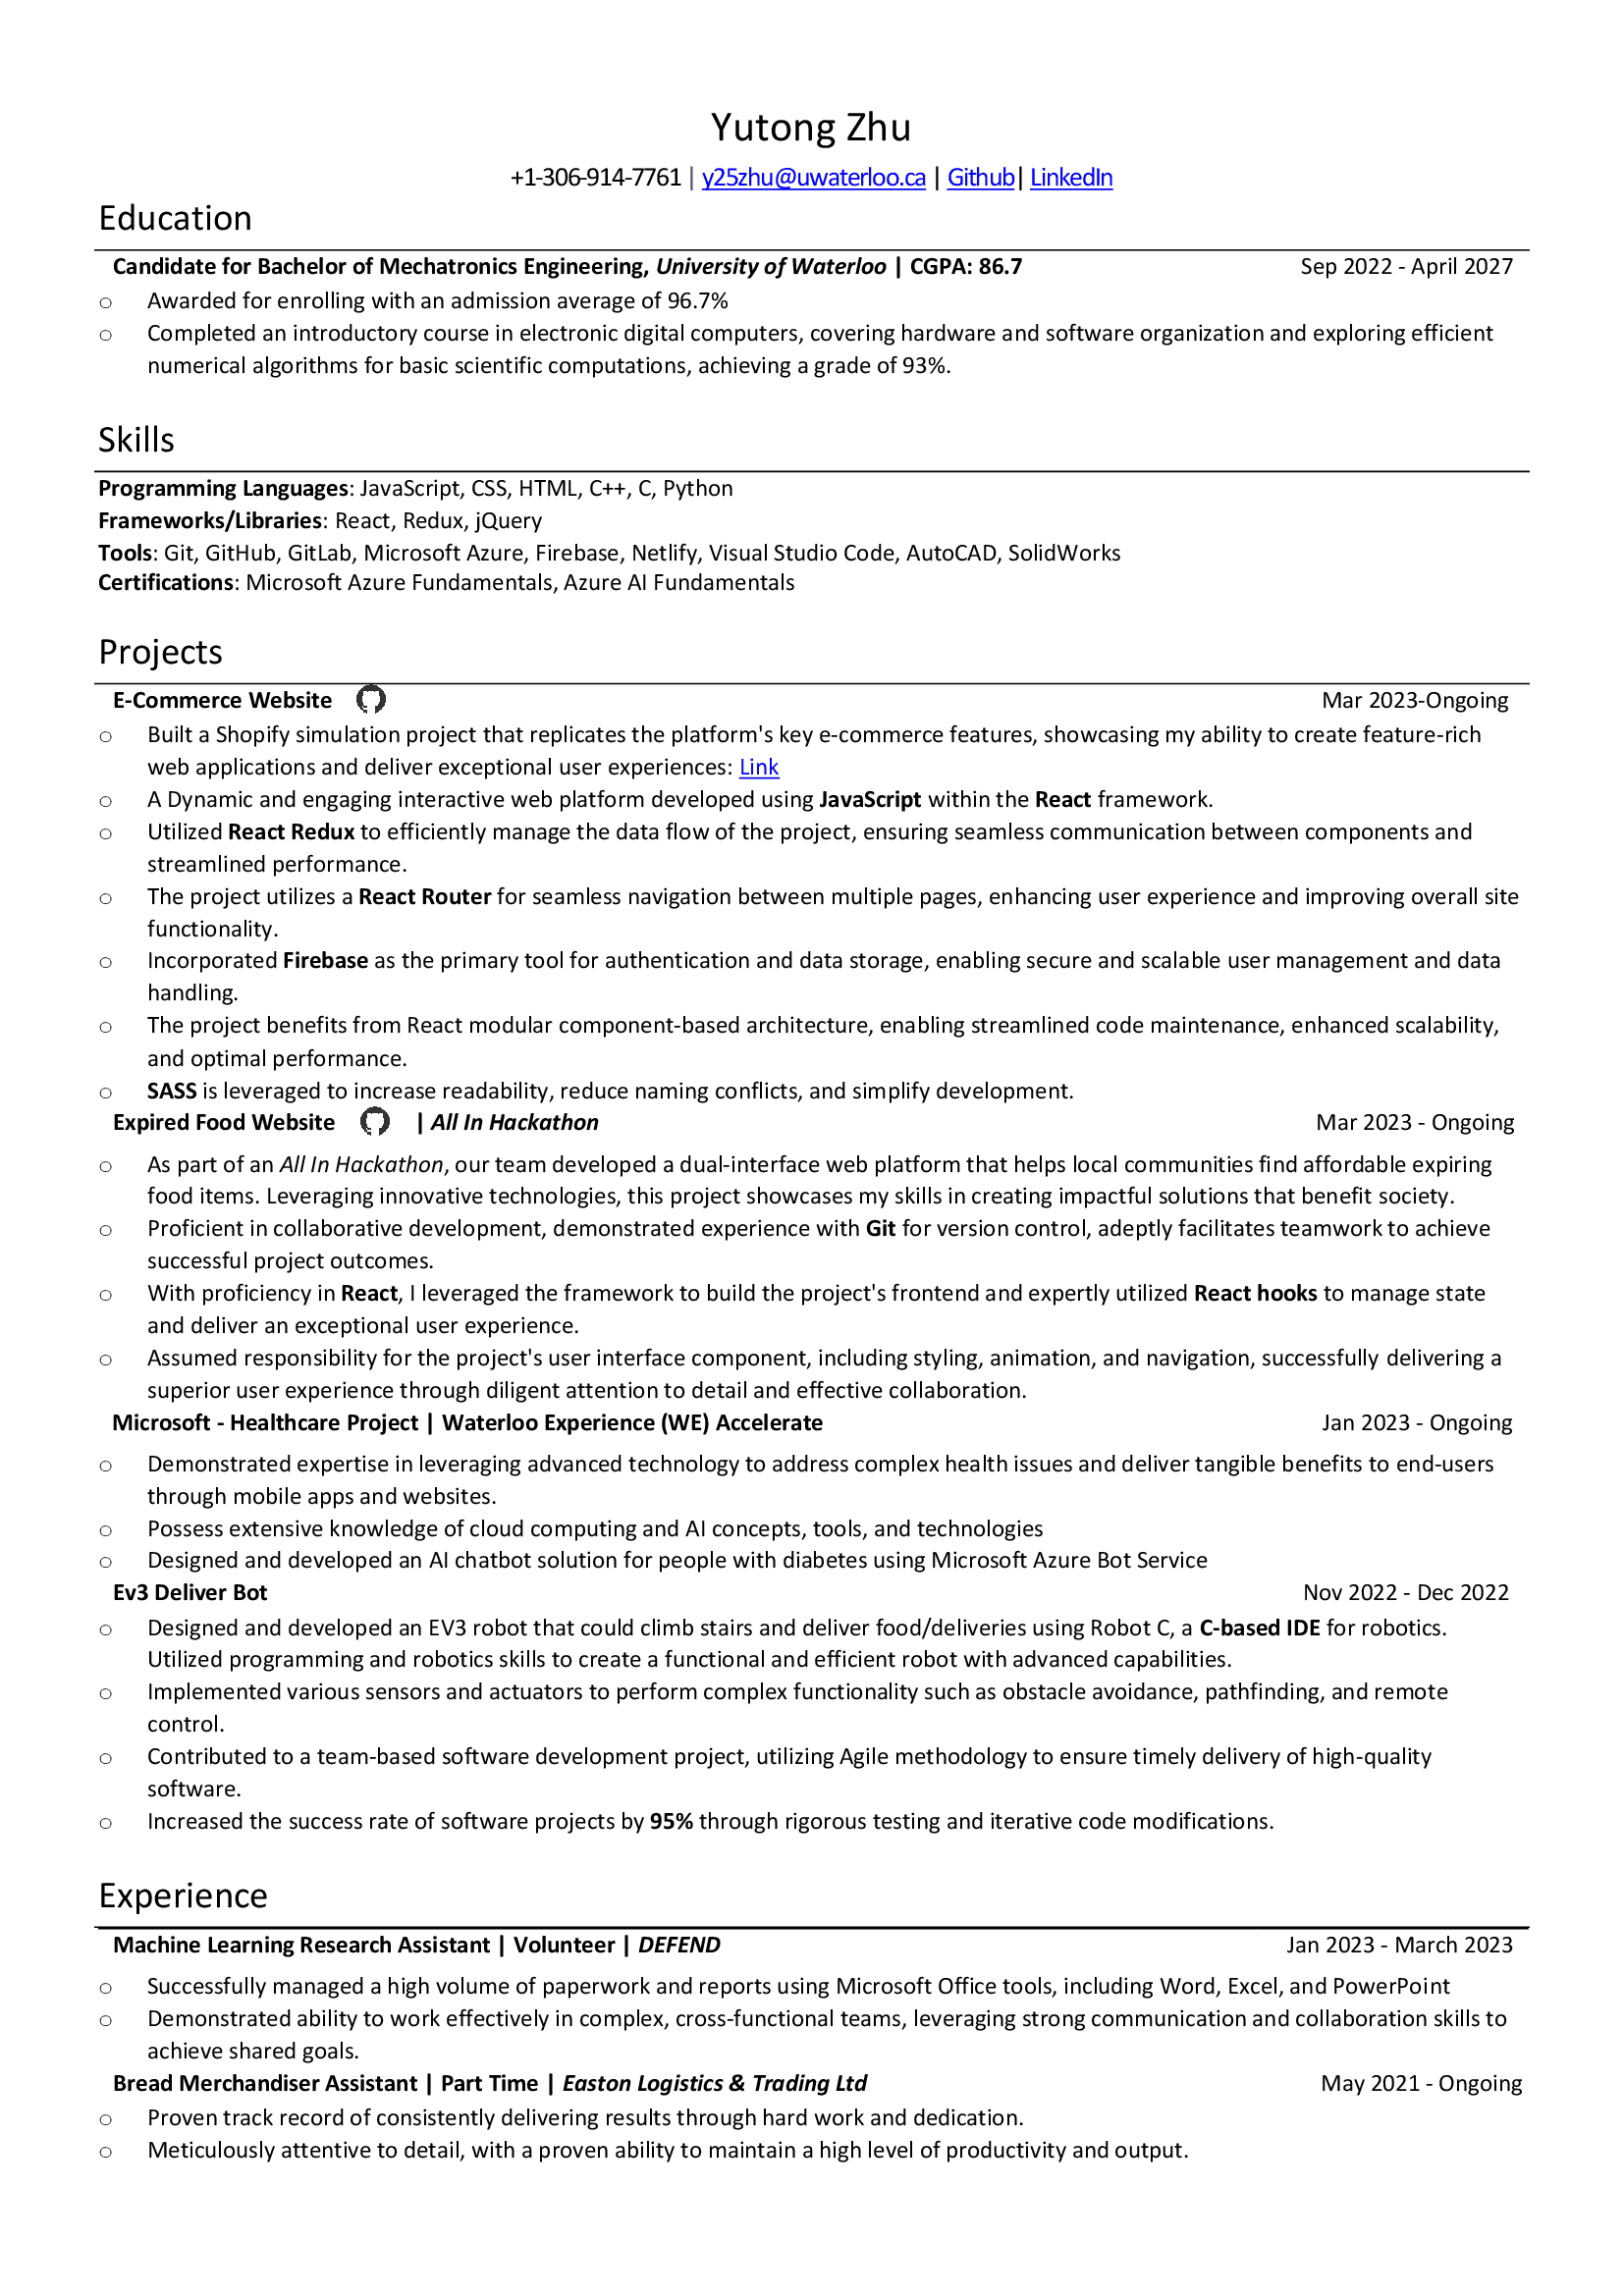 Yutong Zhu
+1-306-914-7761 | y25zhu@uwaterloo.ca | Github| LinkedIn
Education
Candidate for Bachelor of Mechatronics Engineering, University of Waterloo | CGPA: 86.7 Sep 2022 - April 2027
o Awarded for enrolling with an admission average of 96.7%
o Completed an introductory course in electronic digital computers, covering hardware and software organization and exploring efficient
numerical algorithms for basic scientific computations, achieving a grade of 93%.
Skills
Programming Languages: JavaScript, CSS, HTML, C++, C, Python
Frameworks/Libraries: React, Redux, jQuery
Tools: Git, GitHub, GitLab, Microsoft Azure, Firebase, Netlify, Visual Studio Code, AutoCAD, SolidWorks
Certifications: Microsoft Azure Fundamentals, Azure AI Fundamentals
Projects
E-Commerce Website Mar 2023-Ongoing
o Built a Shopify simulation project that replicates the platform's key e-commerce features, showcasing my ability to create feature-rich
web applications and deliver exceptional user experiences: Link
o A Dynamic and engaging interactive web platform developed using JavaScript within the React framework.
o Utilized React Redux to efficiently manage the data flow of the project, ensuring seamless communication between components and
streamlined performance.
o The project utilizes a React Router for seamless navigation between multiple pages, enhancing user experience and improving overall site
functionality.
o Incorporated Firebase as the primary tool for authentication and data storage, enabling secure and scalable user management and data
handling.
o The project benefits from React modular component-based architecture, enabling streamlined code maintenance, enhanced scalability,
and optimal performance.
o SASS is leveraged to increase readability, reduce naming conflicts, and simplify development.
Expired Food Website | All In Hackathon Mar 2023 - Ongoing
o As part of an All In Hackathon, our team developed a dual-interface web platform that helps local communities find affordable expiring
food items. Leveraging innovative technologies, this project showcases my skills in creating impactful solutions that benefit society.
o Proficient in collaborative development, demonstrated experience with Git for version control, adeptly facilitates teamwork to achieve
successful project outcomes.
o With proficiency in React, I leveraged the framework to build the project's frontend and expertly utilized React hooks to manage state
and deliver an exceptional user experience.
o Assumed responsibility for the project's user interface component, including styling, animation, and navigation, successfully delivering a
superior user experience through diligent attention to detail and effective collaboration.
Microsoft - Healthcare Project | Waterloo Experience (WE) Accelerate Jan 2023 - Ongoing
o Demonstrated expertise in leveraging advanced technology to address complex health issues and deliver tangible benefits to end-users
through mobile apps and websites.
o Possess extensive knowledge of cloud computing and AI concepts, tools, and technologies
o Designed and developed an AI chatbot solution for people with diabetes using Microsoft Azure Bot Service
Ev3 Deliver Bot Nov 2022 - Dec 2022
o Designed and developed an EV3 robot that could climb stairs and deliver food/deliveries using Robot C, a C-based IDE for robotics.
Utilized programming and robotics skills to create a functional and efficient robot with advanced capabilities.
o Implemented various sensors and actuators to perform complex functionality such as obstacle avoidance, pathfinding, and remote
control.
o Contributed to a team-based software development project, utilizing Agile methodology to ensure timely delivery of high-quality
software.
o Increased the success rate of software projects by 95% through rigorous testing and iterative code modifications.
Experience
Machine Learning Research Assistant | Volunteer | DEFEND Jan 2023 - March 2023
o Successfully managed a high volume of paperwork and reports using Microsoft Office tools, including Word, Excel, and PowerPoint
o Demonstrated ability to work effectively in complex, cross-functional teams, leveraging strong communication and collaboration skills to
achieve shared goals.
Bread Merchandiser Assistant | Part Time | Easton Logistics & Trading Ltd May 2021 - Ongoing
o Proven track record of consistently delivering results through hard work and dedication.
o Meticulously attentive to detail, with a proven ability to maintain a high level of productivity and output.